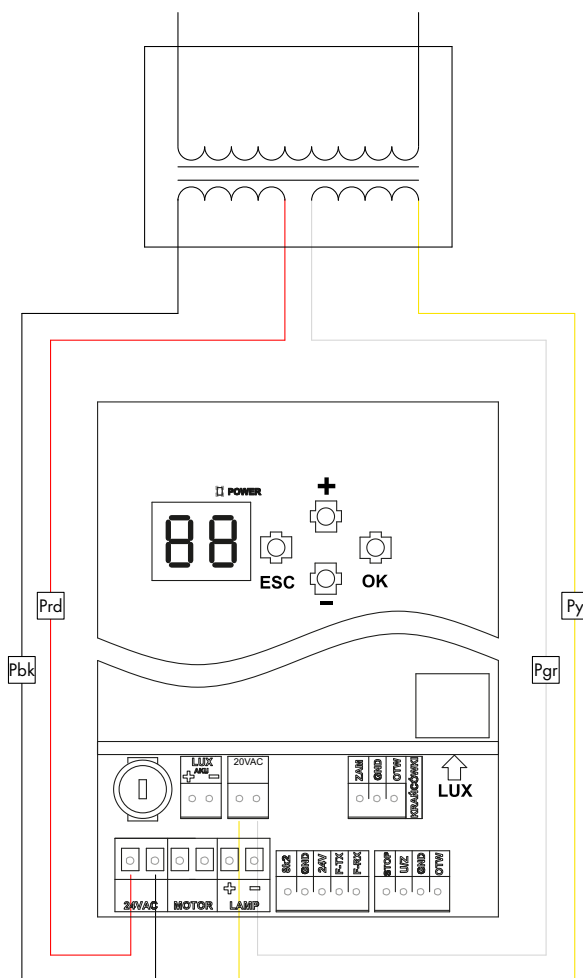 POWER
+
88
ESC
OK
-
Prd
Py
Pbk
Pgr
LUX
AKU
+ -
20VAC
ZAM
GND
OTW
KRAŃCÓWKI
LUX
+ -
24VAC
MOTOR
LAMP
Sk2
GND
24V
F-TX
F-RX
STOP
U/Z
GND
OTW